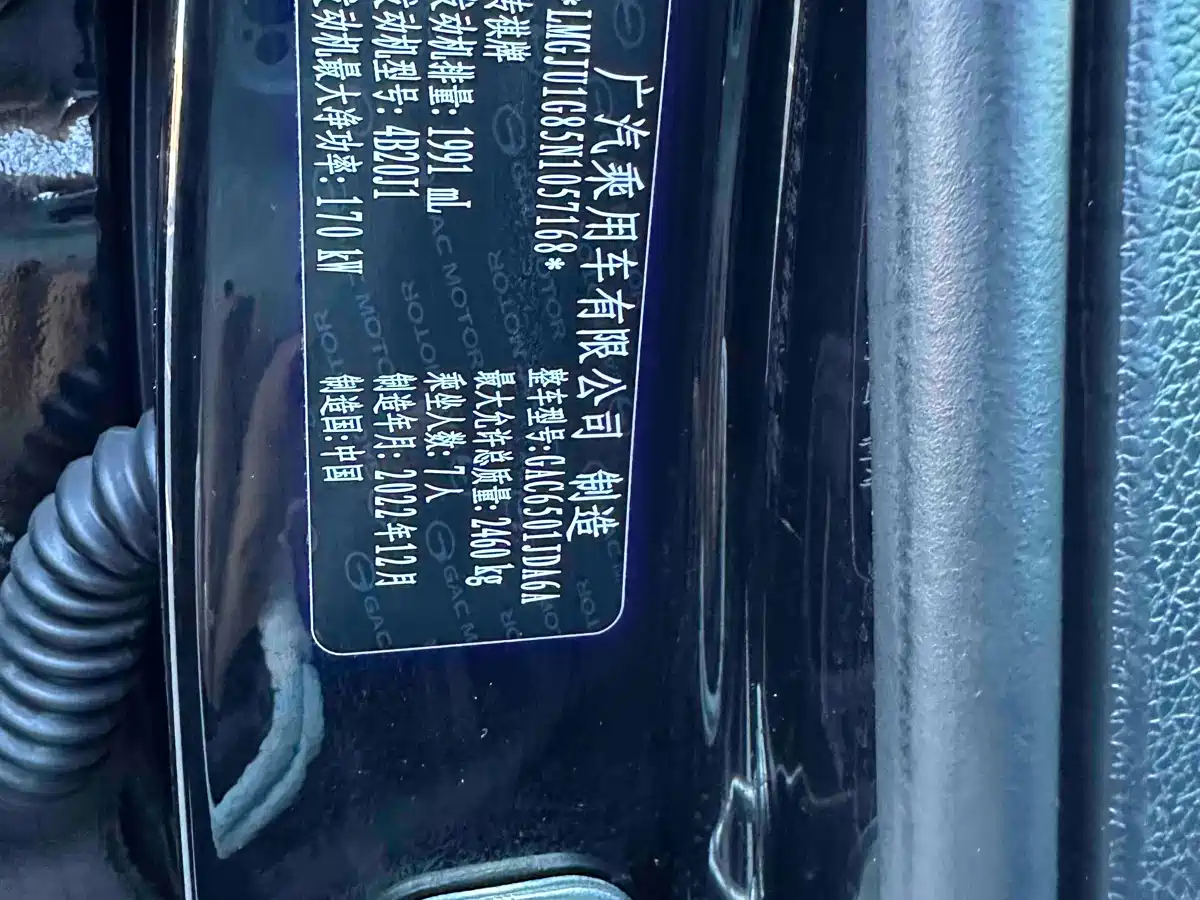 广汽乘用车有限公司 制造
*LMGJU1G85N1057168* 整车型号:GAC6501JDA6A
祺牌 最大允许总质量: 2460 kg
发动机排量: 1991 mL 乘坐人数: 7人
发动机型号: 4B20J1 制造年月: 2022年12月
发动机最大净功率: 170 kW 制造国: 中国